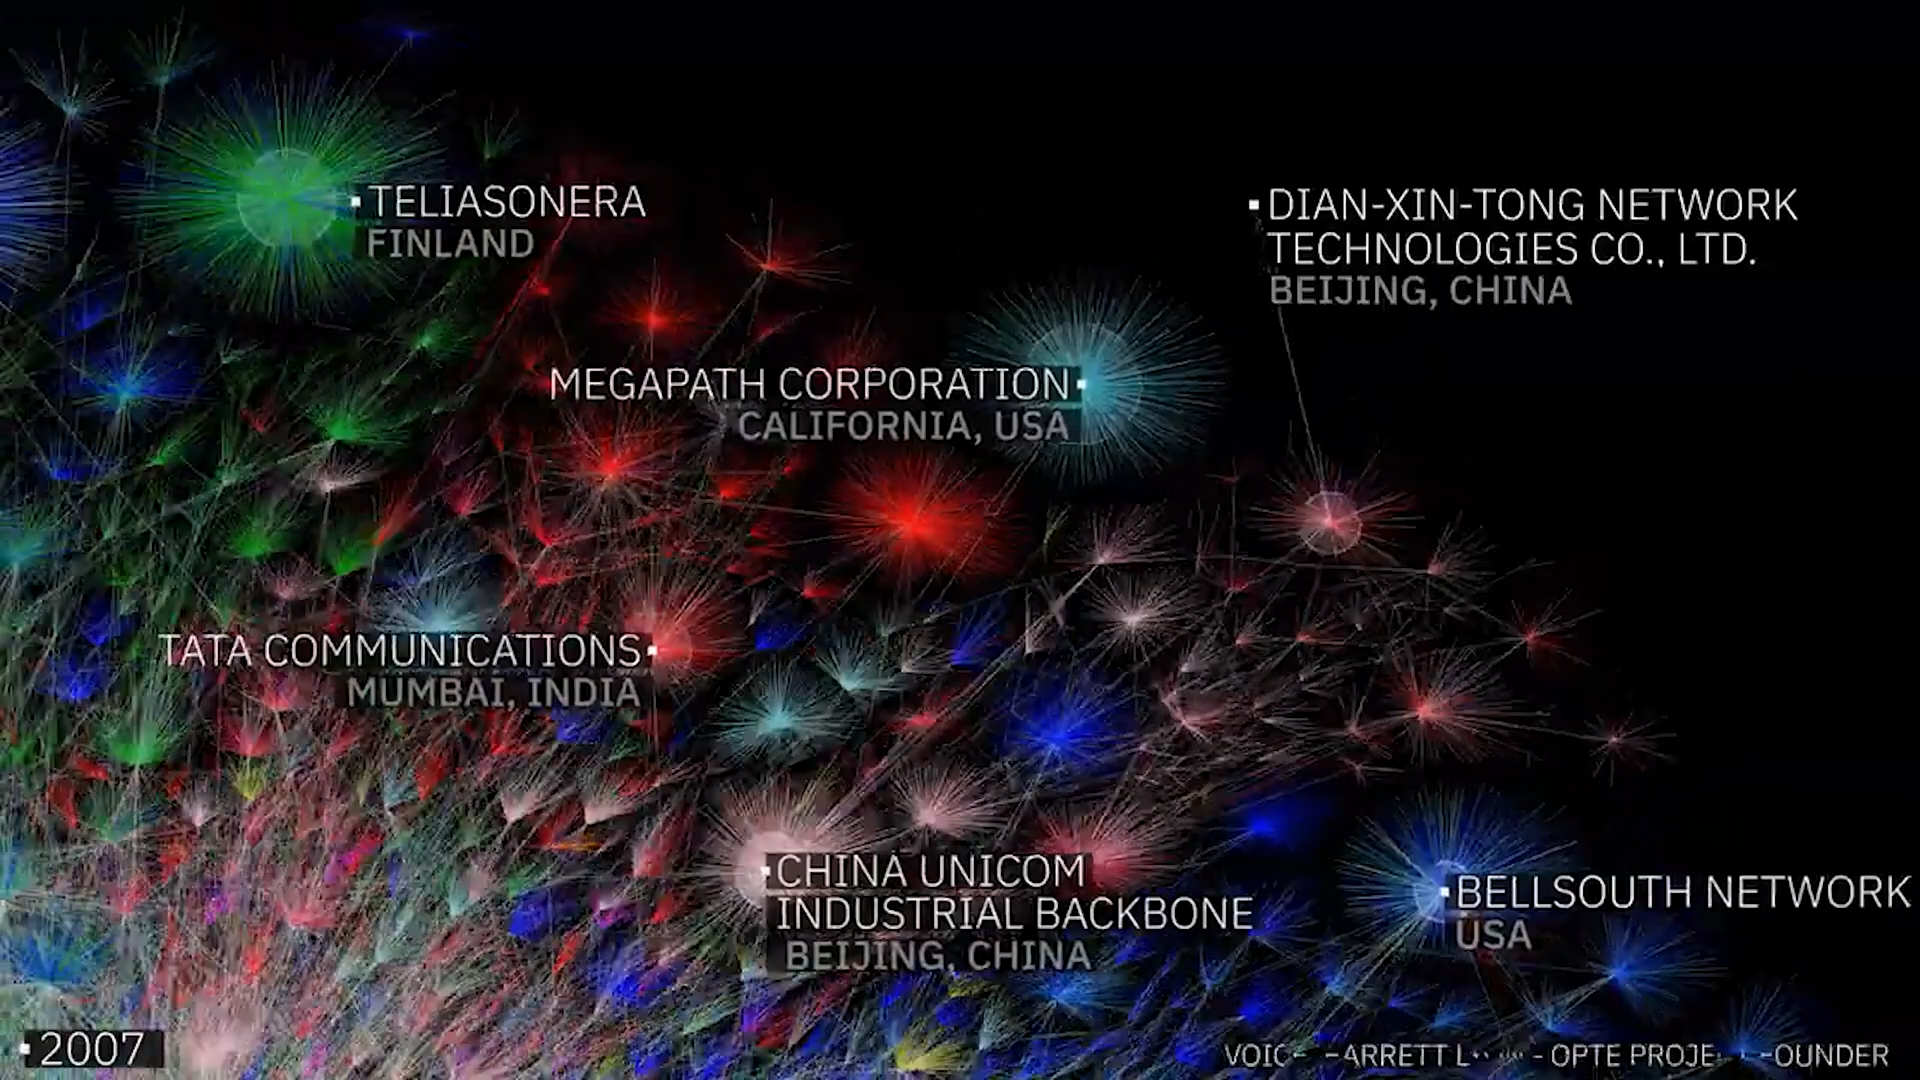 TELIASONERA
FINLAND
DIAN-XIN-TONG NETWORK
TECHNOLOGIES CO., LTD.
BEIJING, CHINA
MEGAPATH CORPORATION
CALIFORNIA, USA
TATA COMMUNICATIONS
MUMBAI, INDIA
CHINA UNICOM
INDUSTRIAL BACKBONE
BEIJING, CHINA
BELLSOUTH NETWORK
USA
2007
- OPTE